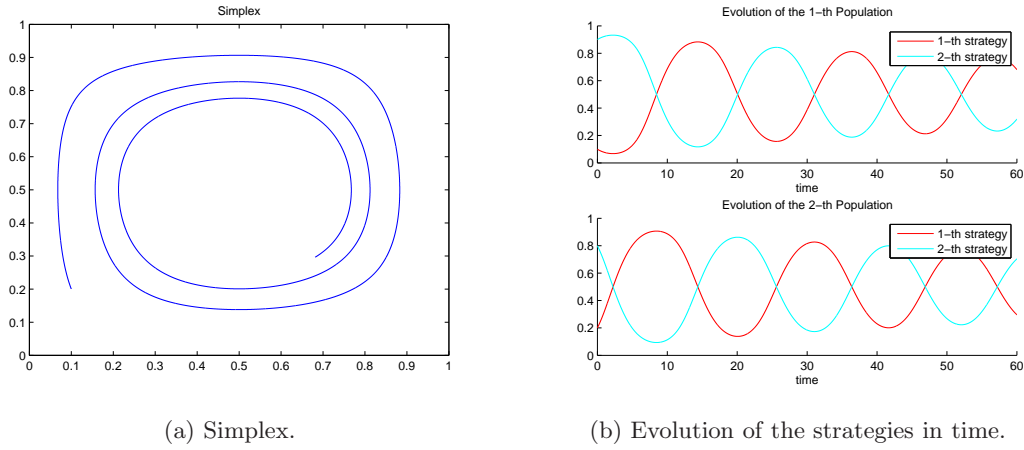 Simplex.
1
0.9
0.8
0.7
0.6
0.5
0.4
0.3
0.2
0.1
0
0 0.1 0.2 0.3 0.4 0.5 0.6 0.7 0.8 0.9 1
(a) Simplex.
Evolution of the 1−th Population
1
0.8
0.6
0.4
0.2
0
0 10 20 30 40 50 60
time
1−th strategy
2−th strategy
Evolution of the 2−th Population
1
0.8
0.6
0.4
0.2
0
0 10 20 30 40 50 60
time
1−th strategy
2−th strategy
(b) Evolution of the strategies in time.